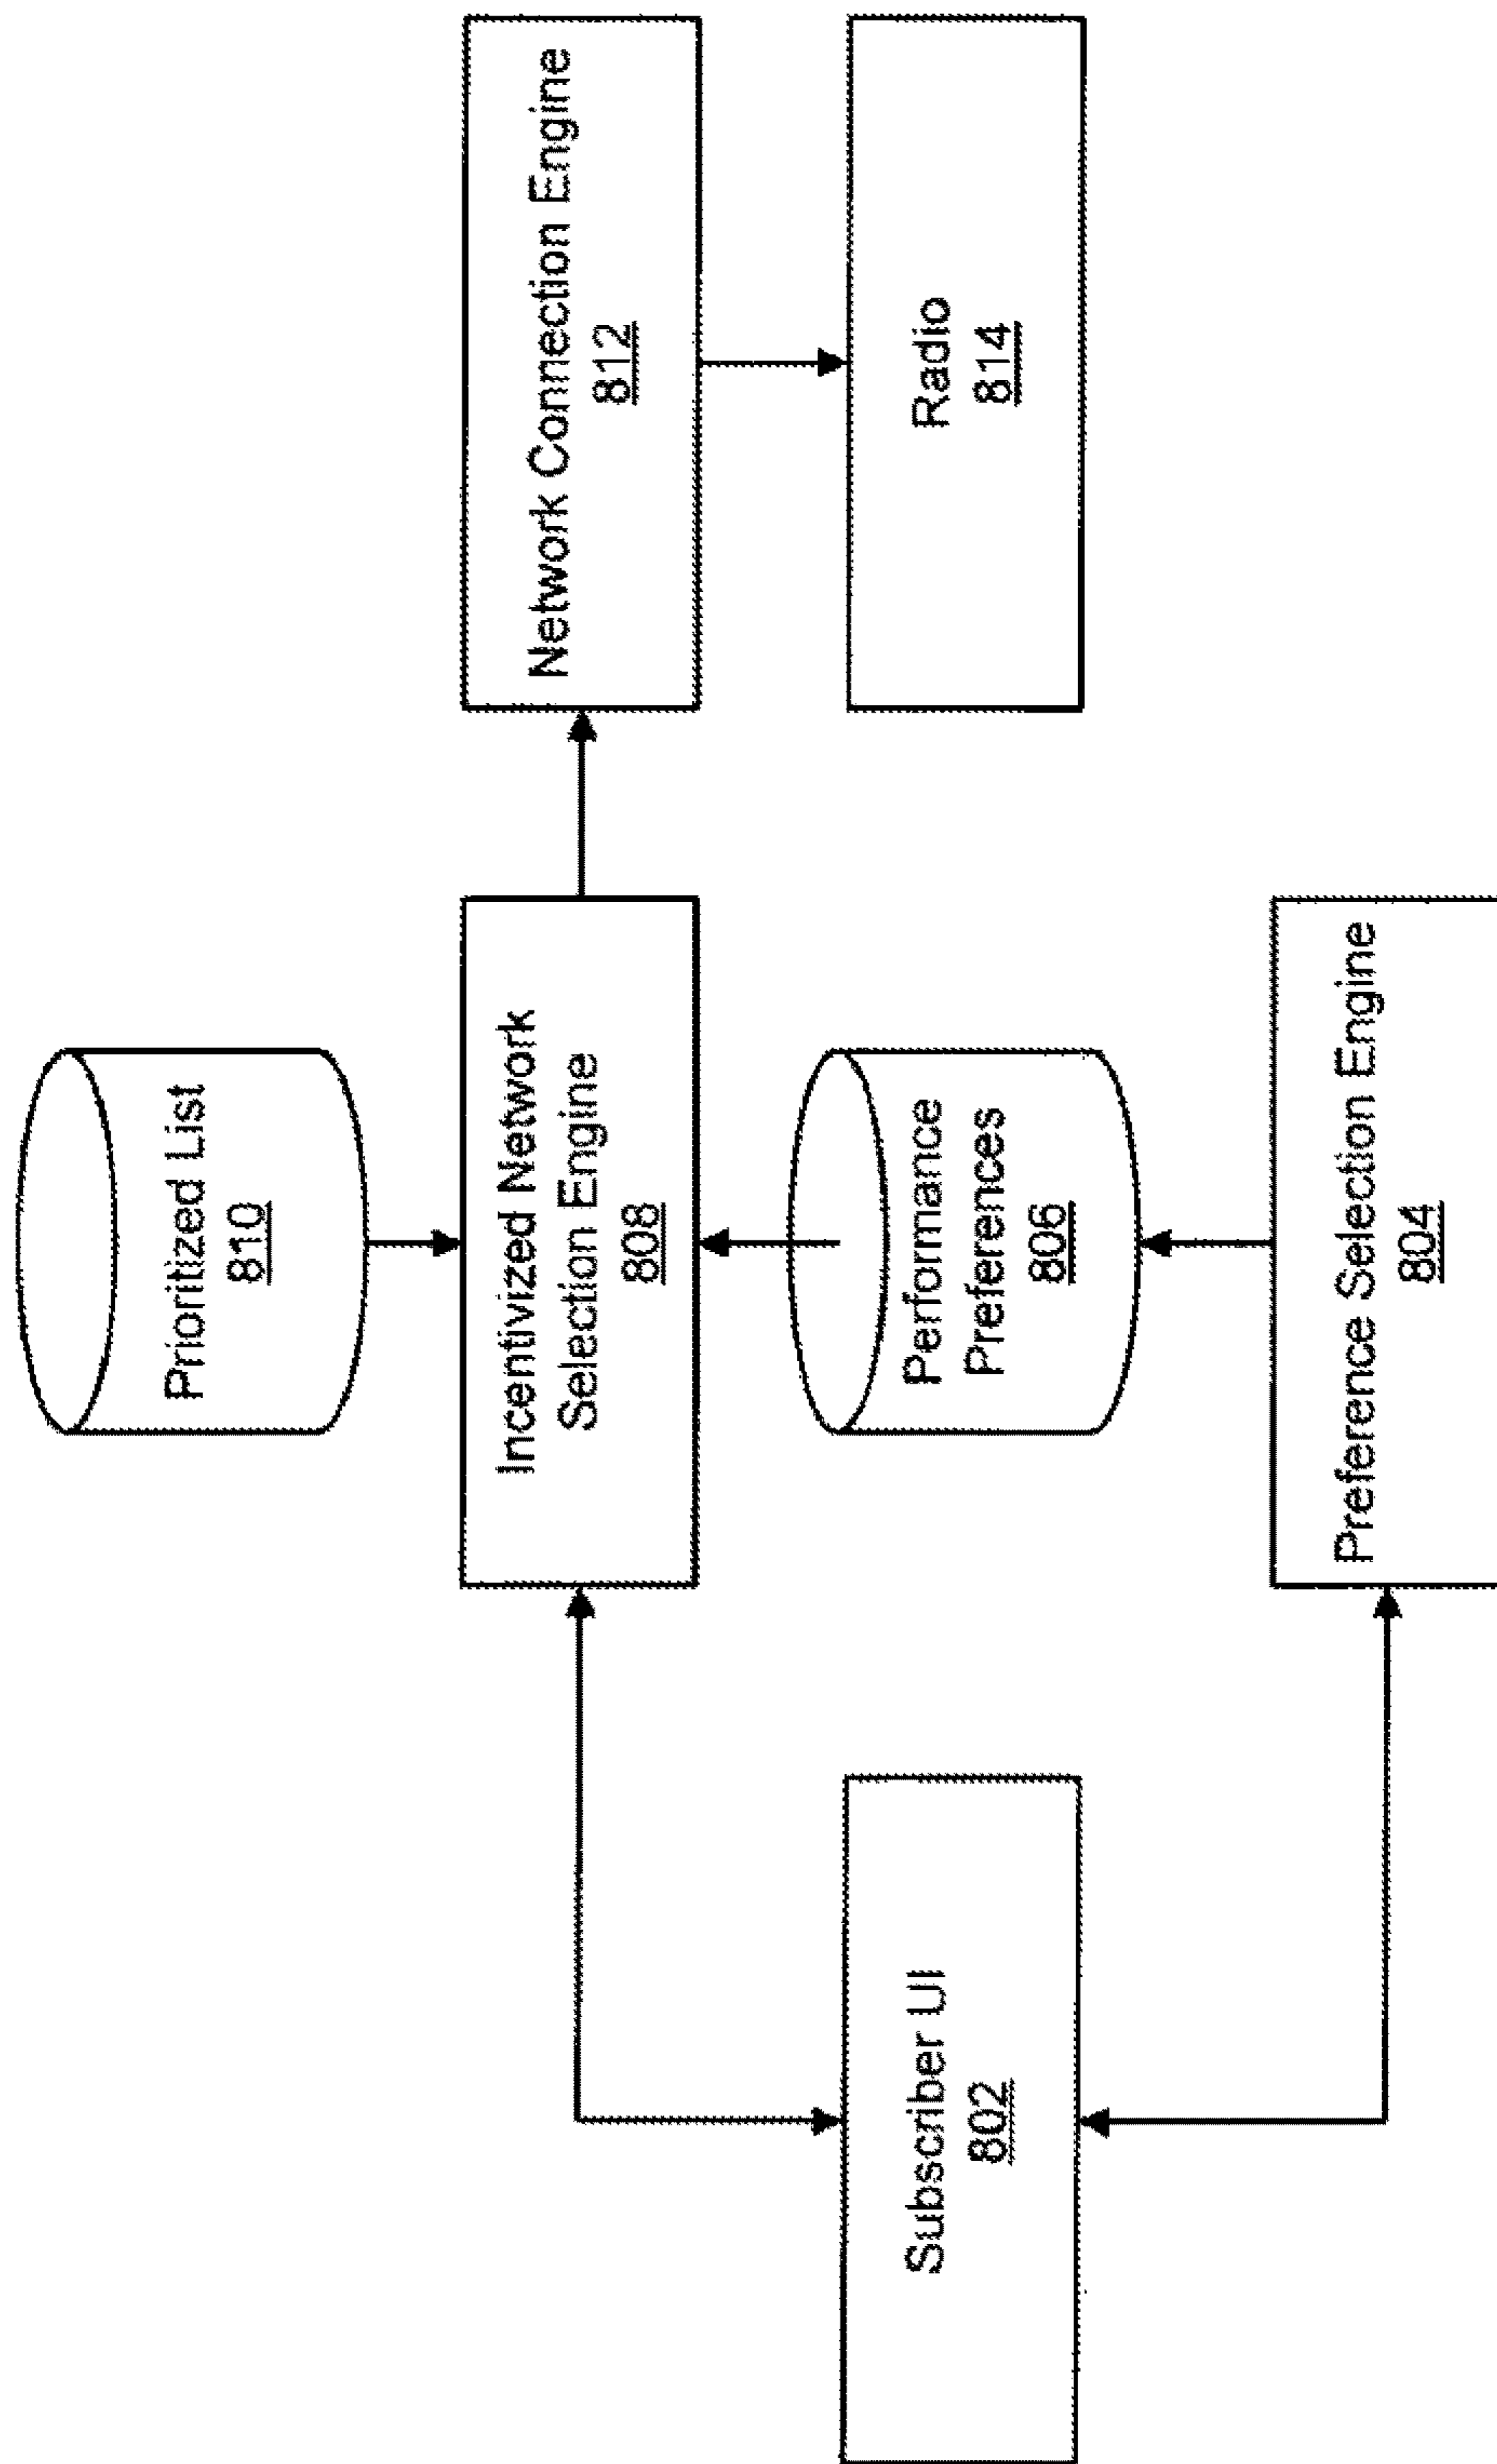 Prioritized List
810
Incentivized Network
Selection Engine
808
Network Connection Engine
812
Subscriber UI
802
Performance
Preferences
806
Radio
814
Preference Selection Engine
804